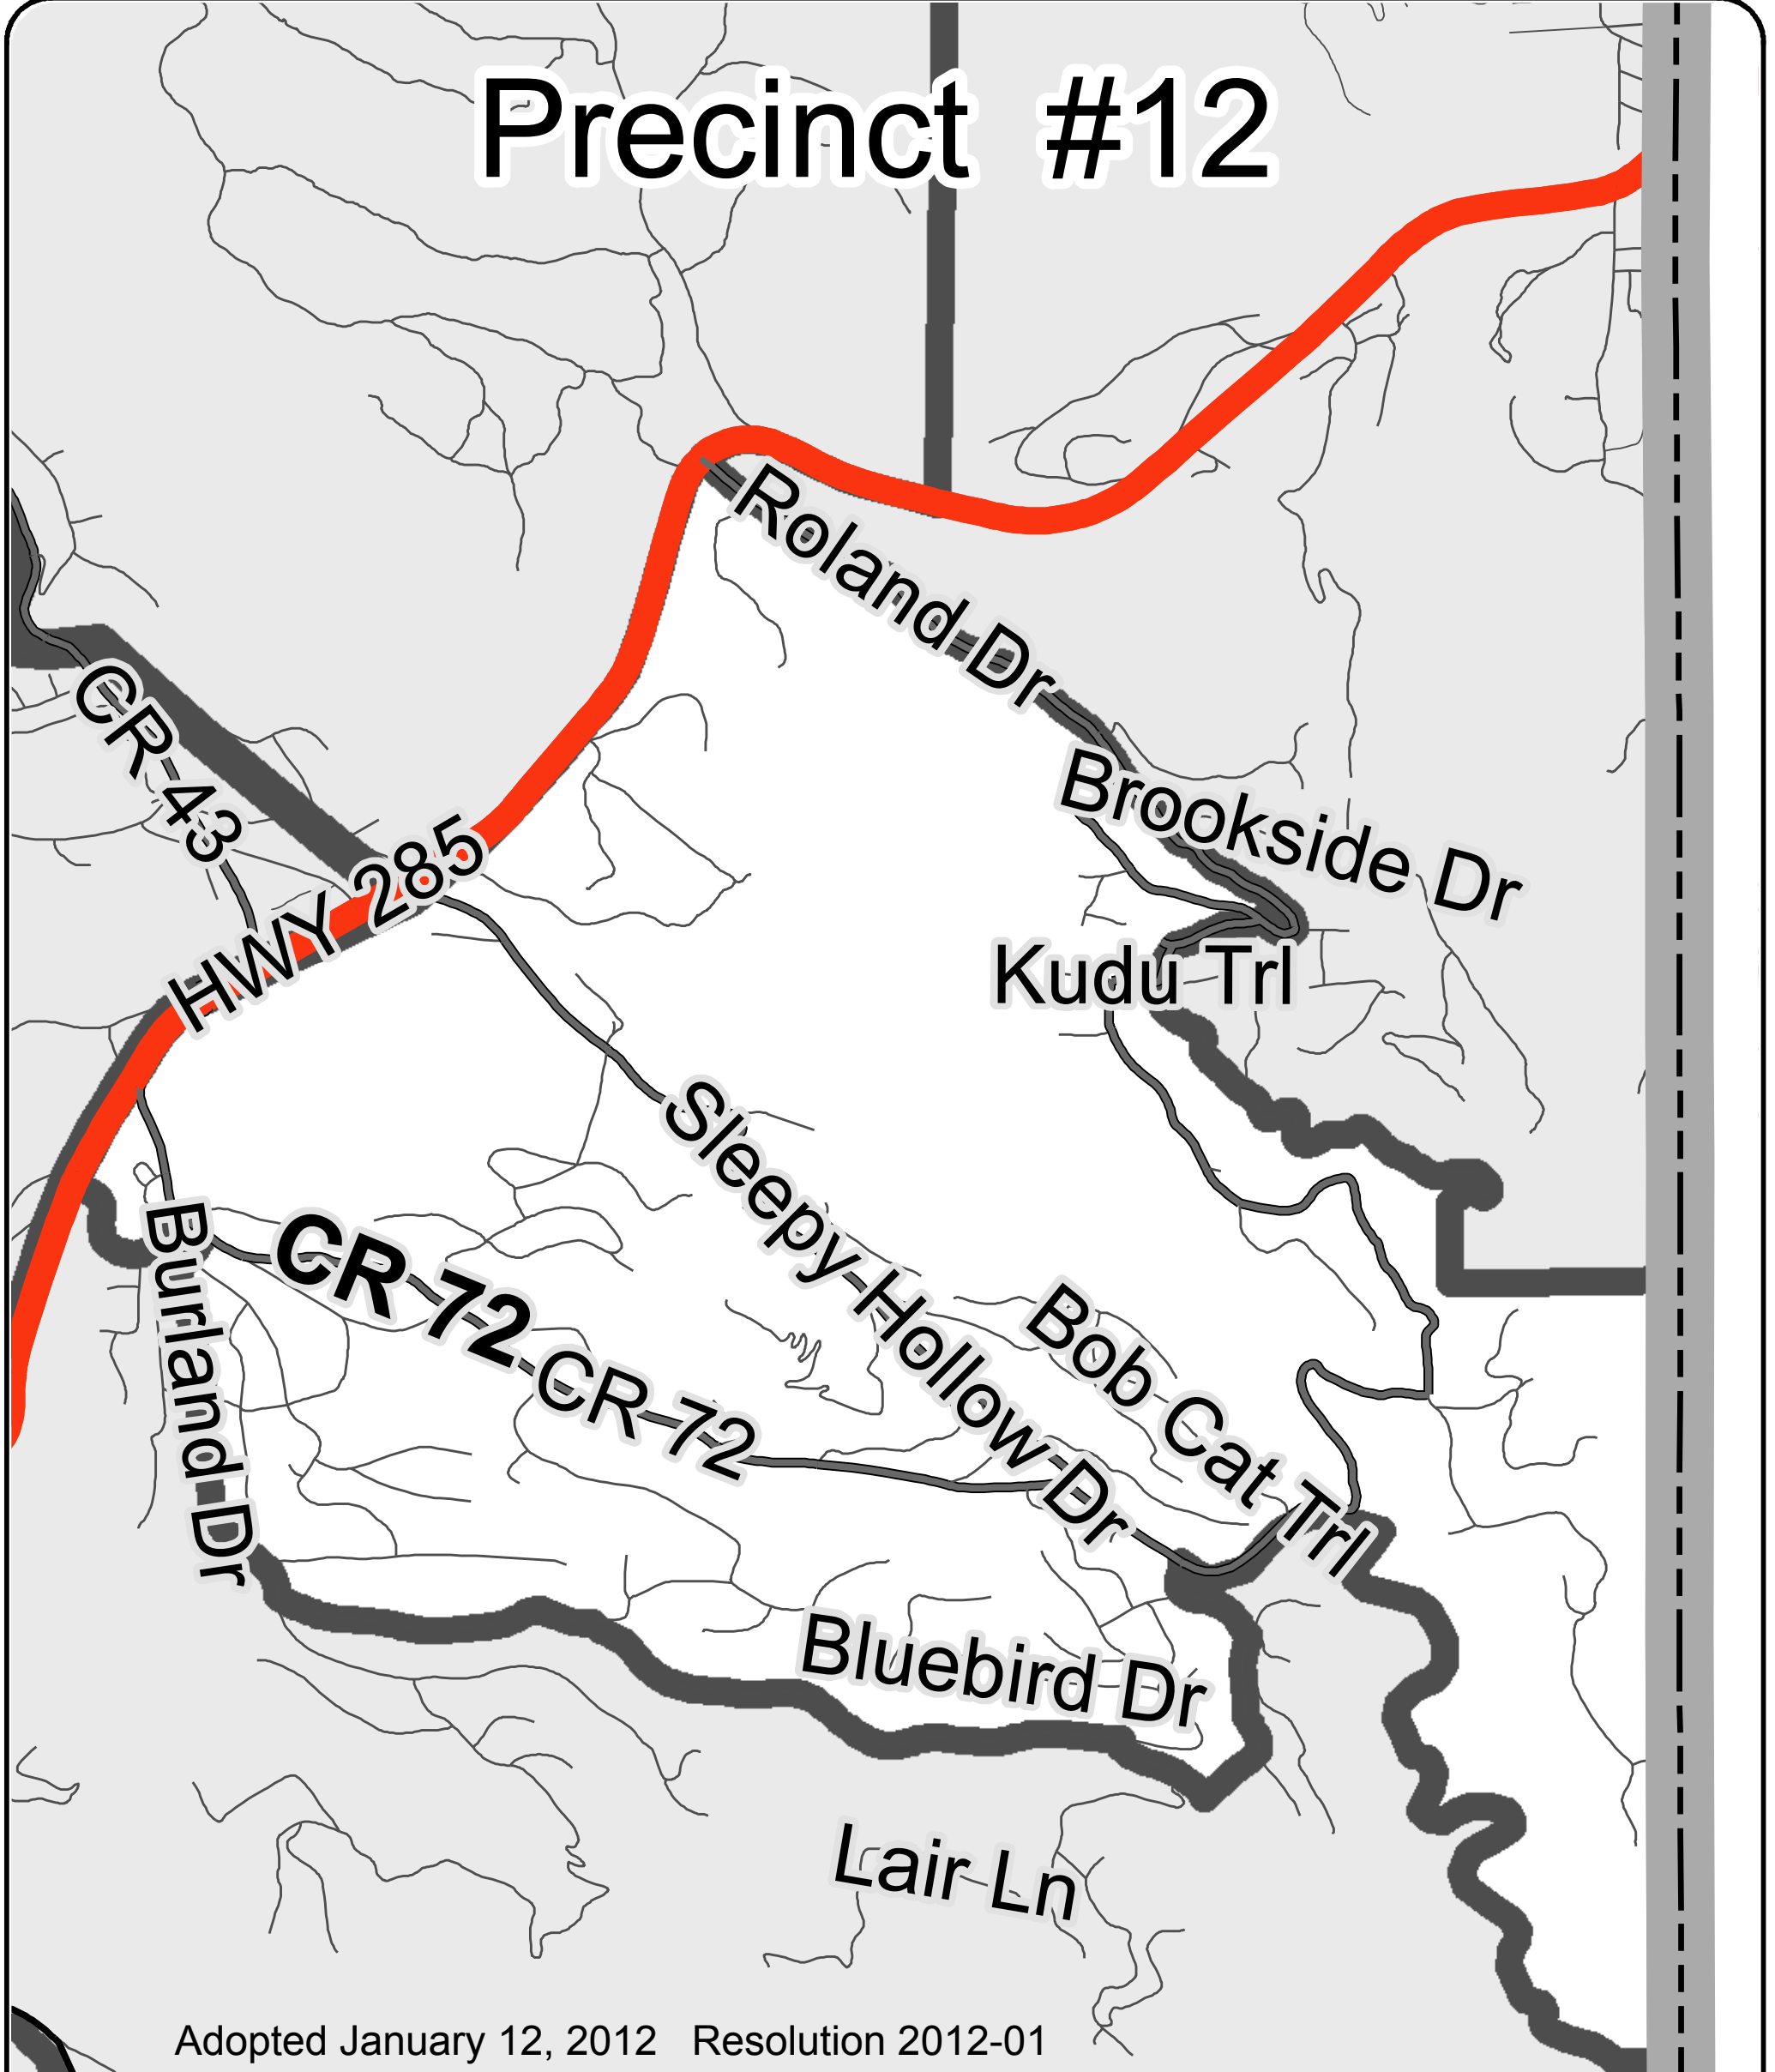 Precinct #12
Roland Dr
CR 43
Brookside Dr
HWY 285
Kudu Trl
Sleepy Hollow Dr
Burland Dr
CR 72
CR 72
Bob Cat Trl
Bluebird Dr
Lair Ln
Adopted January 12, 2012 Resolution 2012-01